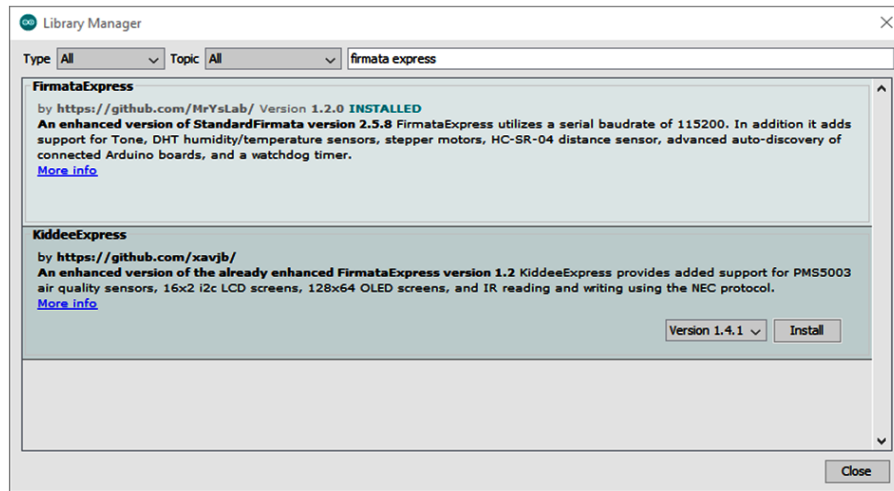 Library Manager
Type All Topic All firmata express
FirmataExpress
by https://github.com/MrYsLab/ Version 1.2.0 INSTALLED
An enhanced version of StandardFirmata version 2.5.8 FirmataExpress utilizes a serial baudrate of 115200. In addition it adds
support for Tone, DHT humidity/temperature sensors, stepper motors, HC-SR-04 distance sensor, advanced auto-discovery of
connected Arduino boards, and a watchdog timer.
More info
KiddeeExpress
by https://github.com/xavjb/
An enhanced version of the already enhanced FirmataExpress version 1.2 KiddeeExpress provides added support for PMS5003
air quality sensors, 16x2 i2c LCD screens, 128x64 OLED screens, and IR reading and writing using the NEC protocol.
More info
Version 1.4.1 Install
Close